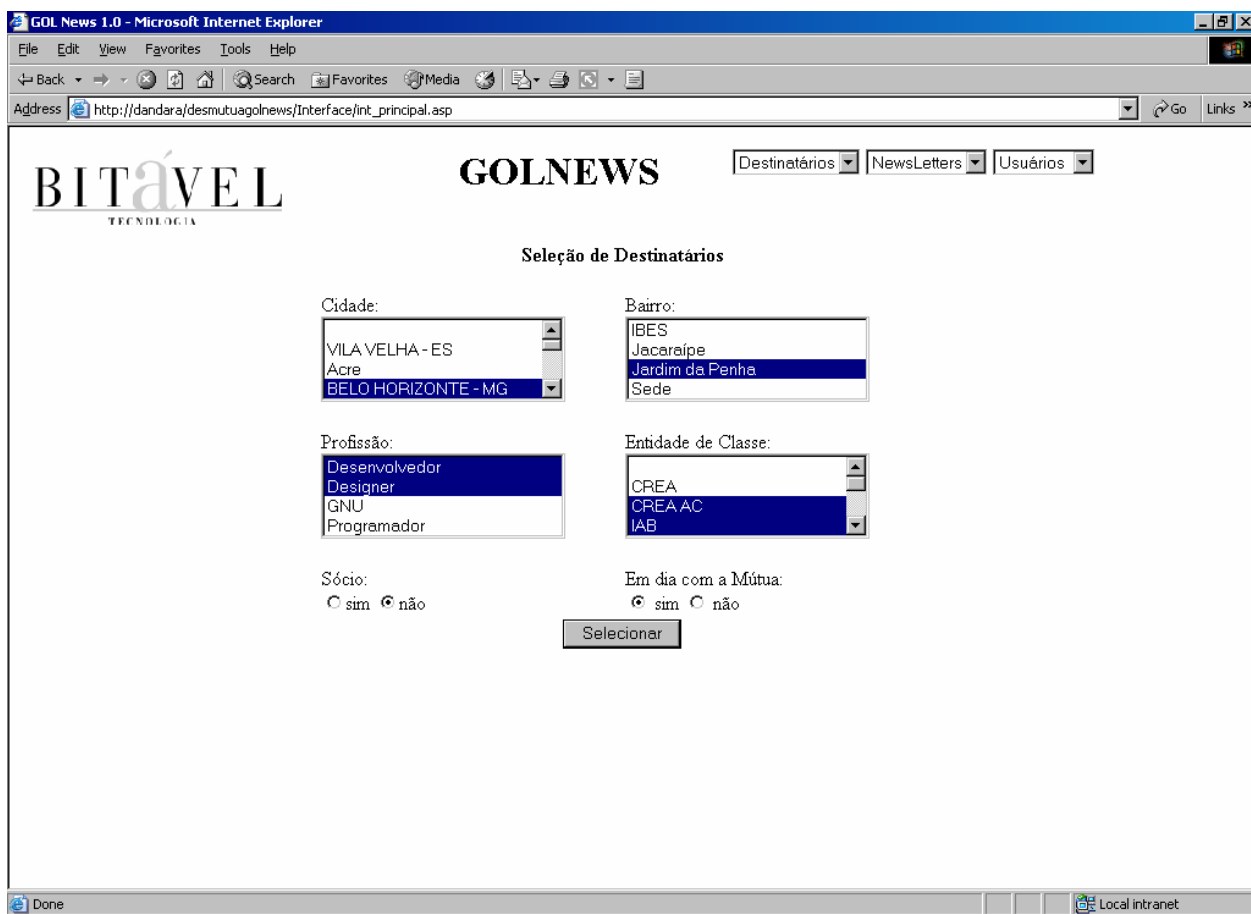 GOL News 1.0 - Microsoft Internet Explorer
File Edit View Favorites Tools Help
Back Search Favorites Media
Address http://dandara/desmutuagolnews/Interface/int_principal.asp Go Links »
BITáVEL
TECNOLOGIA
GOLNEWS
Destinatários NewsLetters Usuários
Seleção de Destinatários
Cidade: Bairro:
VILA VELHA - ES
Acre
BELO HORIZONTE - MG
IBES
Jacaraípe
Jardim da Penha
Sede
Profissão: Entidade de Classe:
Desenvolvedor
Designer
GNU
Programador
CREA
CREA AC
IAB
Sócio: Em dia com a Mútua:
sim não sim não
Selecionar
Done Local intranet